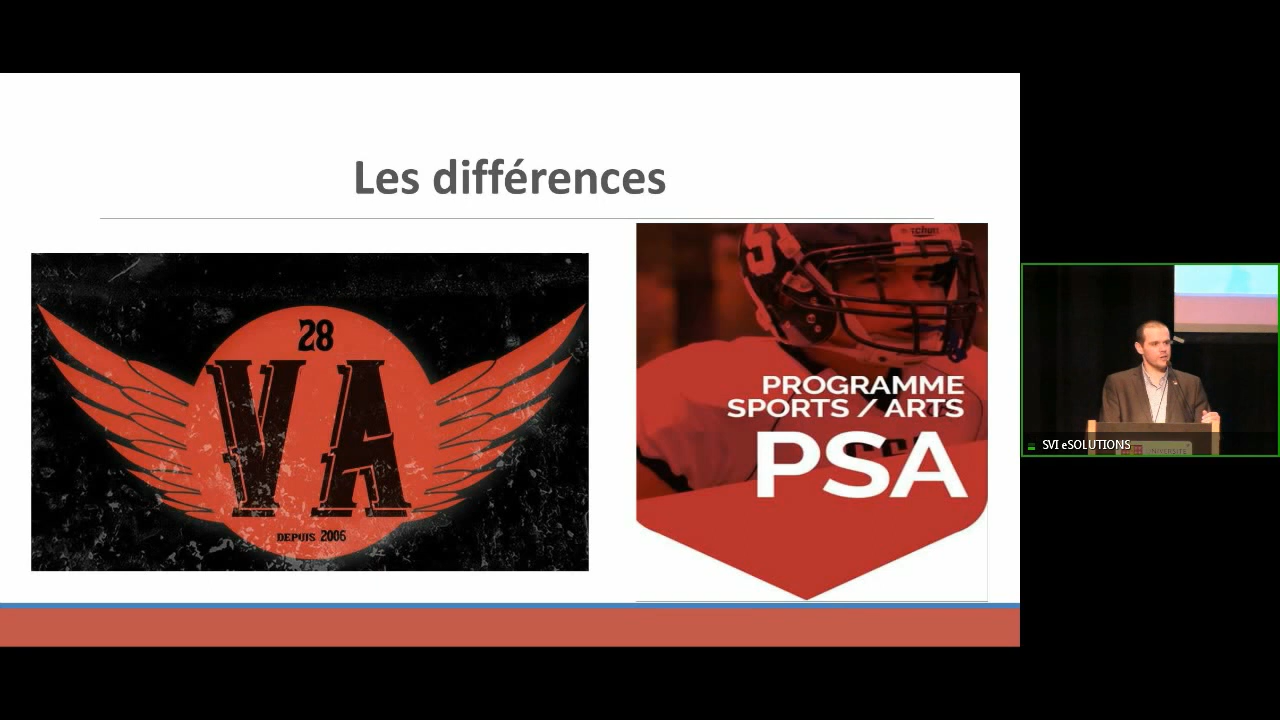 Les différences
28
VA
DEPUIS 2006
PROGRAMME
SPORTS / ARTS
PSA
SVI eSOLUTIONS